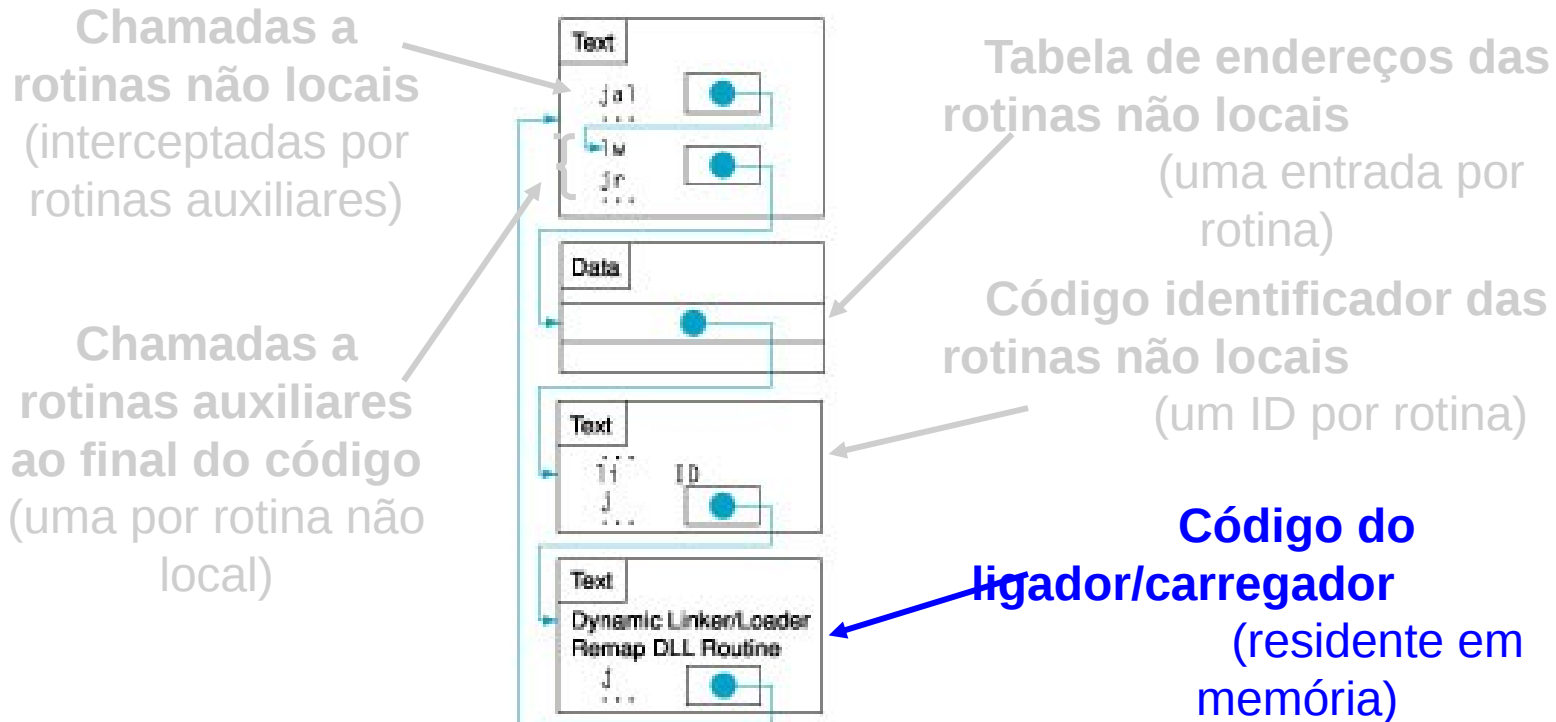 Chamadas a
rotinas não locais
(interceptadas por
rotinas auxiliares)
Chamadas a
rotinas auxiliares
ao final do código
(uma por rotina não
local)
Text
jal
...
lw
jr
...
Data
Text
...
li ID
j
...
Text
Dynamic Linker/Loader
Remap DLL Routine
j
...
Tabela de endereços das
rotinas não locais
(uma entrada por
rotina)
Código identificador das
rotinas não locais
(um ID por rotina)
Código do
ligador/carregador
(residente em
memória)